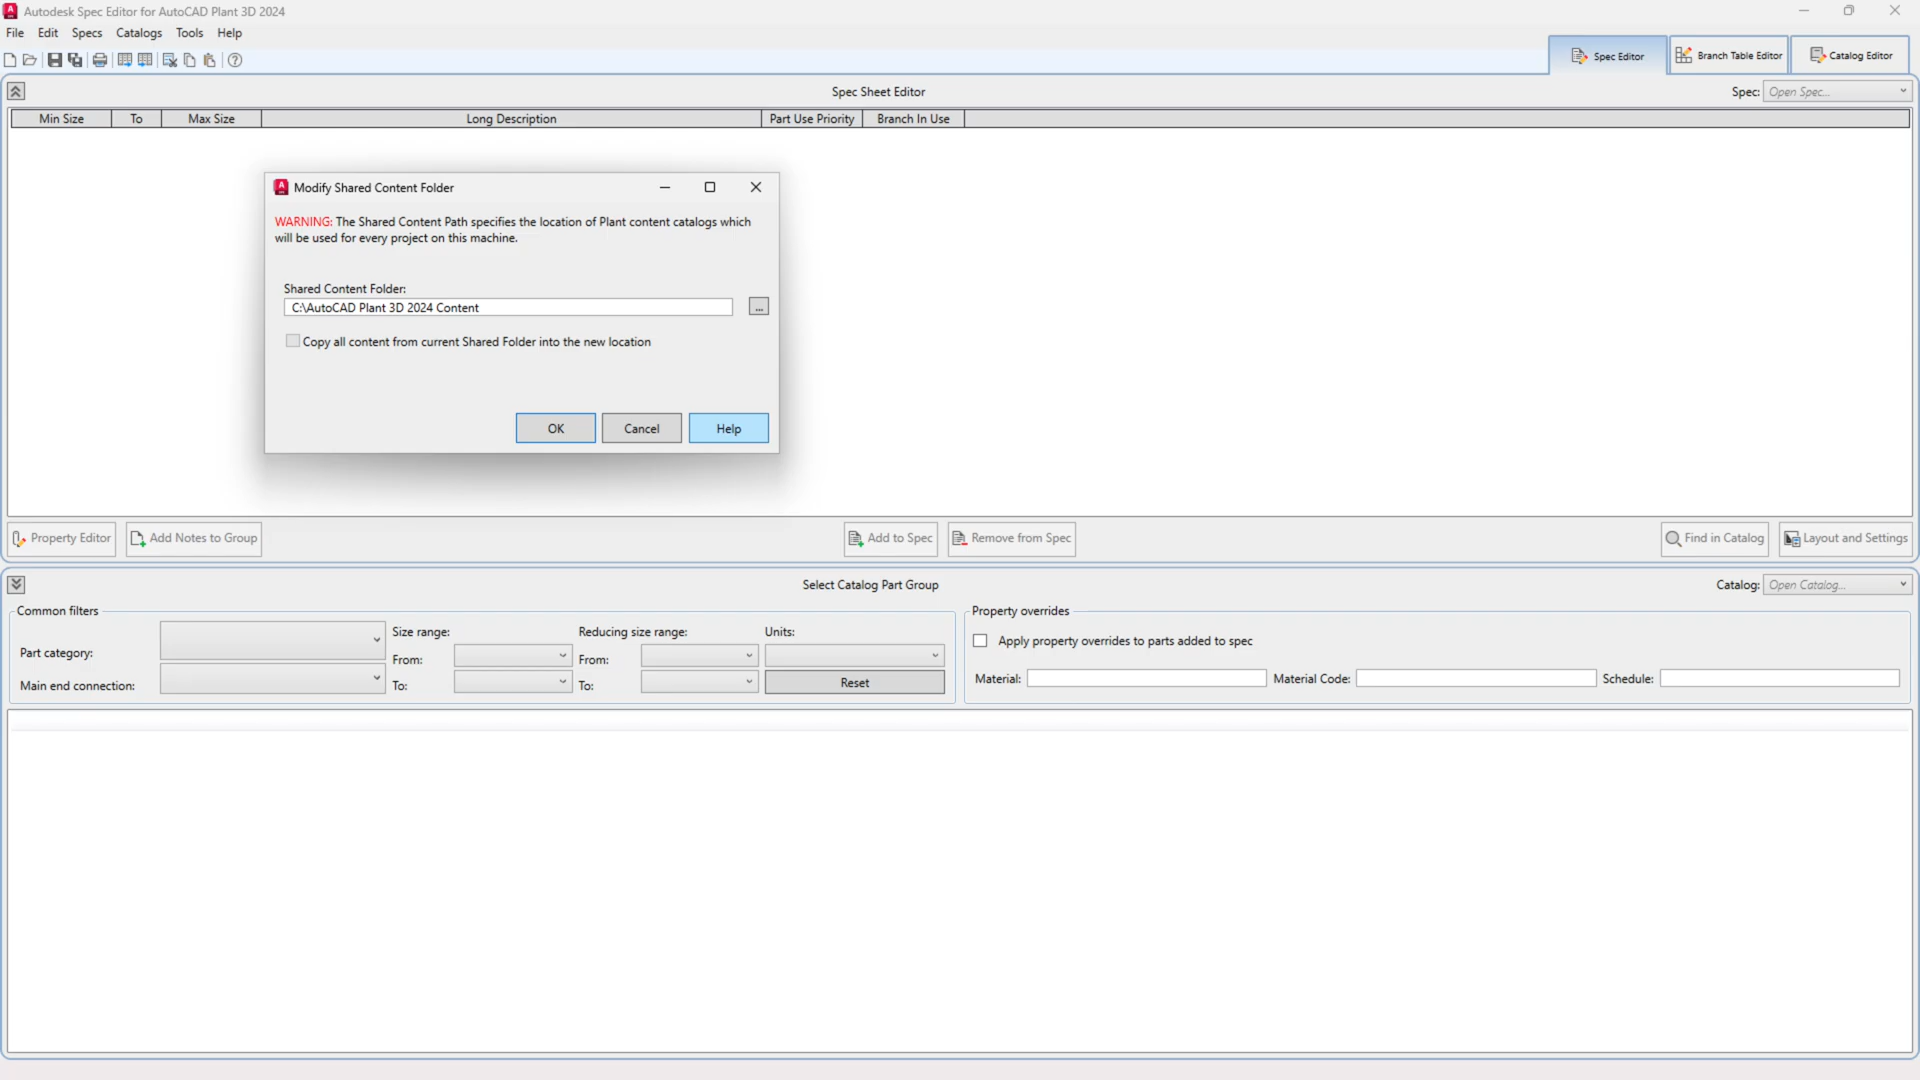 Autodesk Spec Editor for AutoCAD Plant 3D 2024
File Edit Specs Catalogs Tools Help
Spec Editor
Branch Table Editor
Catalog Editor
Spec Sheet Editor
Spec: Open Spec...
Min Size To Max Size Long Description Part Use Priority Branch In Use
Modify Shared Content Folder
WARNING: The Shared Content Path specifies the location of Plant content catalogs which
will be used for every project on this machine.
Shared Content Folder:
C:\AutoCAD Plant 3D 2024 Content
...
Copy all content from current Shared Folder into the new location
OK Cancel Help
Property Editor Add Notes to Group Add to Spec Remove from Spec Find in Catalog Layout and Settings
Select Catalog Part Group
Catalog: Open Catalog...
Common filters
Part category:
Main end connection:
Size range:
From:
To:
Reducing size range:
From:
To:
Units:
Reset
Property overrides
Apply property overrides to parts added to spec
Material: Material Code: Schedule: